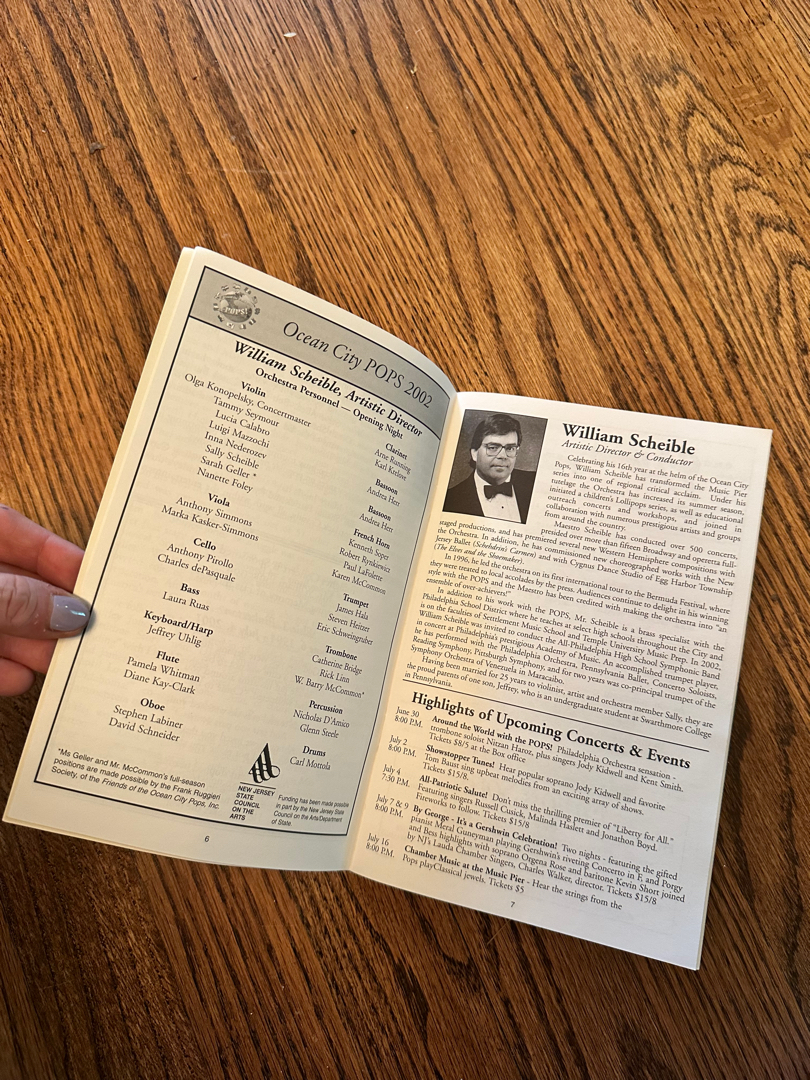 POPS!
Ocean City POPS 2002
William Scheible, Artistic Director
Orchestra Personnel — Opening Night
Violin
Olga Konopelsky, Concertmaster
Tammy Seymour
Lucia Calabro
Luigi Mazzochi
Inna Nederozev
Sally Scheible
Sarah Geller *
Nanette Foley
Viola
Anthony Simmons
Marka Kasker-Simmons
Cello
Anthony Pirollo
Charles dePasquale
Bass
Laura Ruas
Keyboard/Harp
Jeffrey Uhlig
Flute
Pamela Whitman
Diane Kay-Clark
Oboe
Stephen Labiner
David Schneider
Clarinet
Arne Running
Karl Krelove
Bassoon
Andrea Herr
Bassoon
Andrea Herr
French Horn
Kenneth Soper
Robert Rynkiewicz
Paul LaFollette
Karen McCommon
Trumpet
James Hala
Steven Heitzer
Eric Schweingruber
Trombone
Catherine Bridge
Rick Linn
W. Barry McCommon*
Percussion
Nicholas D'Amico
Glenn Steele
Drums
Carl Mottola
*Ms Geller and Mr. McCommon's full-season
positions are made possible by the Frank Ruggieri
Society, of the Friends of the Ocean City Pops, Inc.
NEW JERSEY
STATE
COUNCIL
ON THE
ARTS
Funding has been made possible
in part by the New Jersey State
Council on the Arts/Department
of State.
6
William Scheible
Artistic Director & Conductor
Celebrating his 16th year at the helm of the Ocean City
Pops, William Scheible has transformed the Music Pier
series into one of regional critical acclaim. Under his
tutelage the Orchestra has increased its summer season,
initiated a children's Lollipops series, as well as educational
outreach concerts and workshops, and joined in
collaboration with numerous prestigious artists and groups
from around the country.
Maestro Scheible has conducted over 500 concerts,
presided over more than fifteen Broadway and operetta full-
staged productions, and has premiered several new Western Hemisphere compositions with
the Orchestra. In addition, he has commissioned new choreographed works with the New
Jersey Ballet (Schehdrin's Carmen) and with Cygnus Dance Studio of Egg Harbor Township
(The Elves and the Shoemaker).
In 1996, he led the orchestra on its first international tour to the Bermuda Festival, where
they were treated to local accolades by the press. Audiences continue to delight in his winning
style with the POPS and the Maestro has been credited with making the orchestra into "an
ensemble of over-achievers!"
In addition to his work with the POPS, Mr. Scheible is a brass specialist with the
Philadelphia School District where he teaches at select high schools throughout the City and
is on the faculties of Settlement Music School and Temple University Music Prep. In 2002,
William Scheible was invited to conduct the All-Philadelphia High School Symphonic Band
in concert at Philadelphia's prestigious Academy of Music. An accomplished trumpet player,
he has performed with the Philadelphia Orchestra, Pennsylvania Ballet, Concerto Soloists,
Reading Symphony, Pittsburgh Symphony, and for two years was co-principal trumpet of the
Symphony Orchestra of Venezuela in Maracaibo.
Having been married for 25 years to violinist, artist and orchestra member Sally, they are
the proud parents of one son, Jeffrey, who is an undergraduate student at Swarthmore College
in Pennsylvania.
Highlights of Upcoming Concerts & Events
June 30 Around the World with the POPS! Philadelphia Orchestra sensation -
8:00 P.M. trombone soloist Nitzan Haroz, plus singers Jody Kidwell and Kent Smith.
Tickets $8/5 at the Box office
July 2 Showstopper Tunes! Hear popular soprano Jody Kidwell and favorite
8:00 P.M. Tom Baust sing upbeat melodies from an exciting array of shows.
Tickets $15/8.
July 4 All-Patriotic Salute! Don't miss the thrilling premier of "Liberty for All."
7:30 P.M. Featuring singers Russell Cusick, Malinda Haslett and Jonathon Boyd.
Fireworks to follow. Tickets $15/8
July 7 & 9 By George - It's a Gershwin Celebration! Two nights - featuring the gifted
8:00 P.M. pianist Meral Guneyman playing Gershwin's riveting Concerto in F, and Porgy
and Bess highlights with soprano Orgena Rose and baritone Kevin Short joined
by NJ's Lauda Chamber Singers, Charles Walker, director. Tickets $15/8
July 16 Chamber Music at the Music Pier - Hear the strings from the
8:00 P.M. Pops playClassical jewels. Tickets $5
7